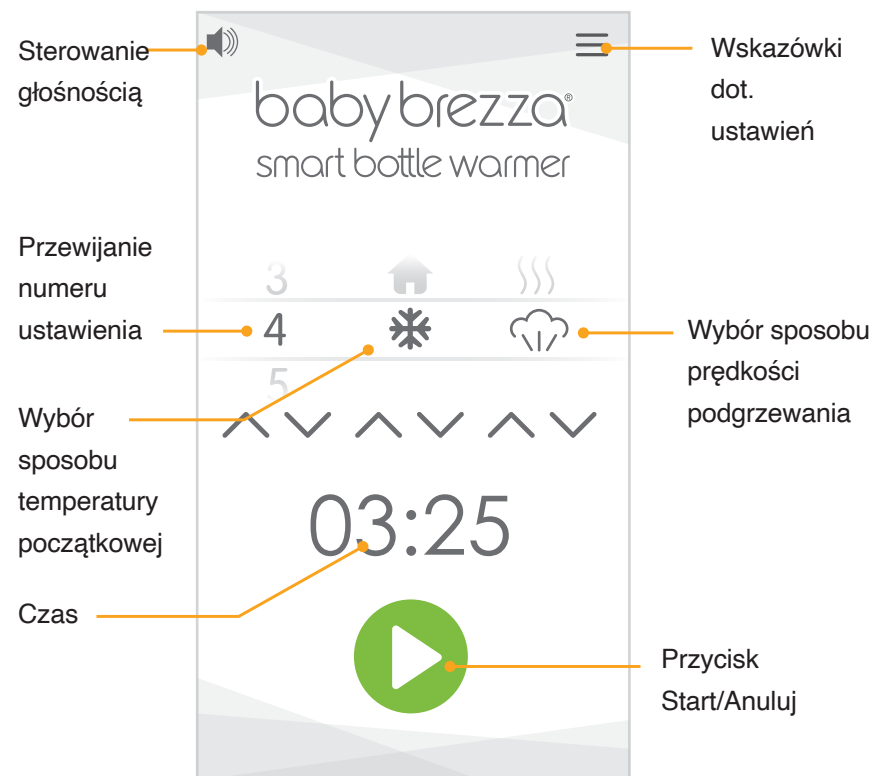 Sterowanie
głośnością
Wskazówki
dot.
ustawień
baby brezza®
smart bottle warmer
Przewijanie
numeru
ustawienia
3
4
5
Wybór sposobu
prędkości
podgrzewania
Wybór
sposobu
temperatury
początkowej
03:25
Czas
Przycisk
Start/Anuluj